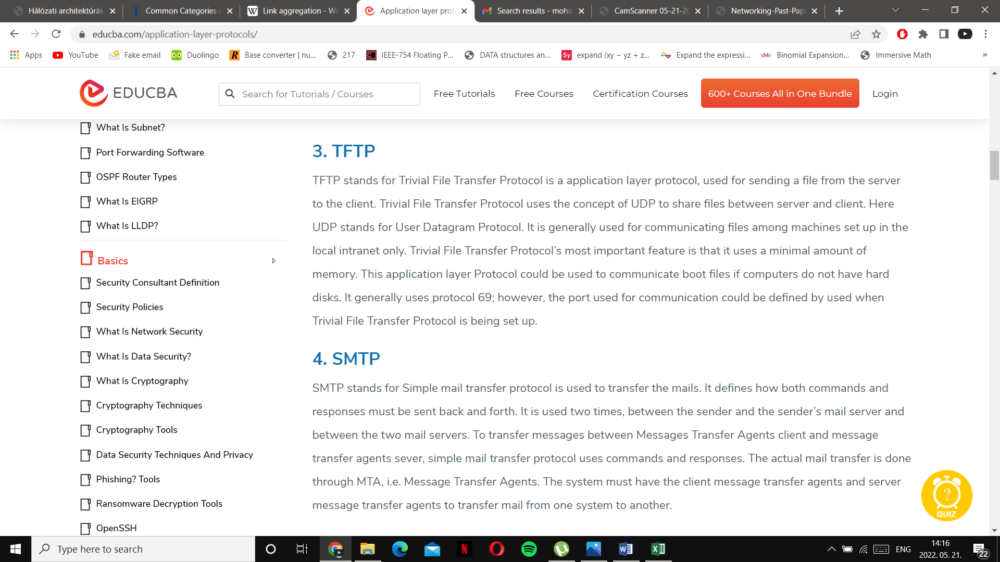 Hálózati architektúrák
Common Categories
Link aggregation - Wi
Application layer prot
Search results - moha
CamScanner 05-21-20
Networking-Past-Pap
educba.com/application-layer-protocols/
Apps
YouTube
Fake email
Duolingo
Base converter | nu...
217
IEEE-754 Floating P...
DATA structures an...
expand (xy − yz + z...
Expand the expressi...
Binomial Expansion...
Immersive Math
»
EDUCBA
Search for Tutorials / Courses
Free Tutorials
Free Courses
Certification Courses
600+ Courses All in One Bundle
Login
What Is Subnet?
Port Forwarding Software
OSPF Router Types
What Is EIGRP
What Is LLDP?
Basics
Security Consultant Definition
Security Policies
What Is Network Security
What Is Data Security?
What Is Cryptography
Cryptography Techniques
Cryptography Tools
Data Security Techniques And Privacy
Phishing? Tools
Ransomware Decryption Tools
OpenSSH
3. TFTP
TFTP stands for Trivial File Transfer Protocol is a application layer protocol, used for sending a file from the server
to the client. Trivial File Transfer Protocol uses the concept of UDP to share files between server and client. Here
UDP stands for User Datagram Protocol. It is generally used for communicating files among machines set up in the
local intranet only. Trivial File Transfer Protocol’s most important feature is that it uses a minimal amount of
memory. This application layer Protocol could be used to communicate boot files if computers do not have hard
disks. It generally uses protocol 69; however, the port used for communication could be defined by used when
Trivial File Transfer Protocol is being set up.
4. SMTP
SMTP stands for Simple mail transfer protocol is used to transfer the mails. It defines how both commands and
responses must be sent back and forth. It is used two times, between the sender and the sender’s mail server and
between the two mail servers. To transfer messages between Messages Transfer Agents client and message
transfer agents sever, simple mail transfer protocol uses commands and responses. The actual mail transfer is done
through MTA, i.e. Message Transfer Agents. The system must have the client message transfer agents and server
message transfer agents to transfer mail from one system to another.
?
QUIZ
Type here to search
ENG
14:16
2022. 05. 21.
22